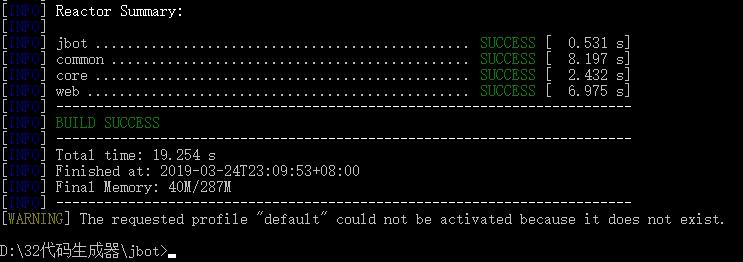 [INFO] Reactor Summary:
[INFO]
[INFO] jbot ............................................... SUCCESS [  0.531 s]
[INFO] common ............................................. SUCCESS [  8.197 s]
[INFO] core ............................................... SUCCESS [  2.432 s]
[INFO] web ................................................ SUCCESS [  6.975 s]
[INFO] ------------------------------------------------------------------------
[INFO] BUILD SUCCESS
[INFO] ------------------------------------------------------------------------
[INFO] Total time: 19.254 s
[INFO] Finished at: 2019-03-24T23:09:53+08:00
[INFO] Final Memory: 40M/287M
[INFO] ------------------------------------------------------------------------
[WARNING] The requested profile "default" could not be activated because it does not exist.
D:\32代码生成器\jbot>